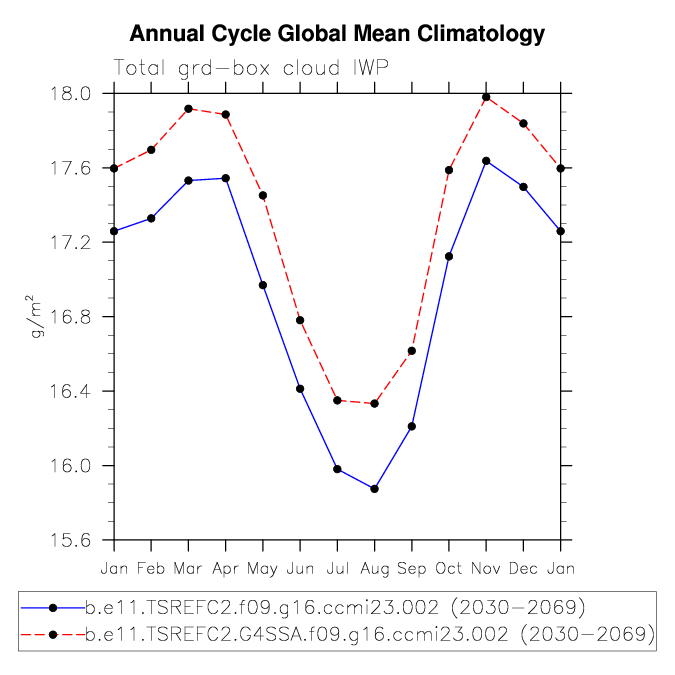 Annual Cycle Global Mean Climatology
Total grd-box cloud IWP
18.0
17.6
17.2
16.8
16.4
16.0
15.6
g/m²
Jan Feb Mar Apr May Jun Jul Aug Sep Oct Nov Dec Jan
b.e11.TSREFC2.f09.g16.ccmi23.002 (2030-2069)
b.e11.TSREFC2.G4SSA.f09.g16.ccmi23.002 (2030-2069)